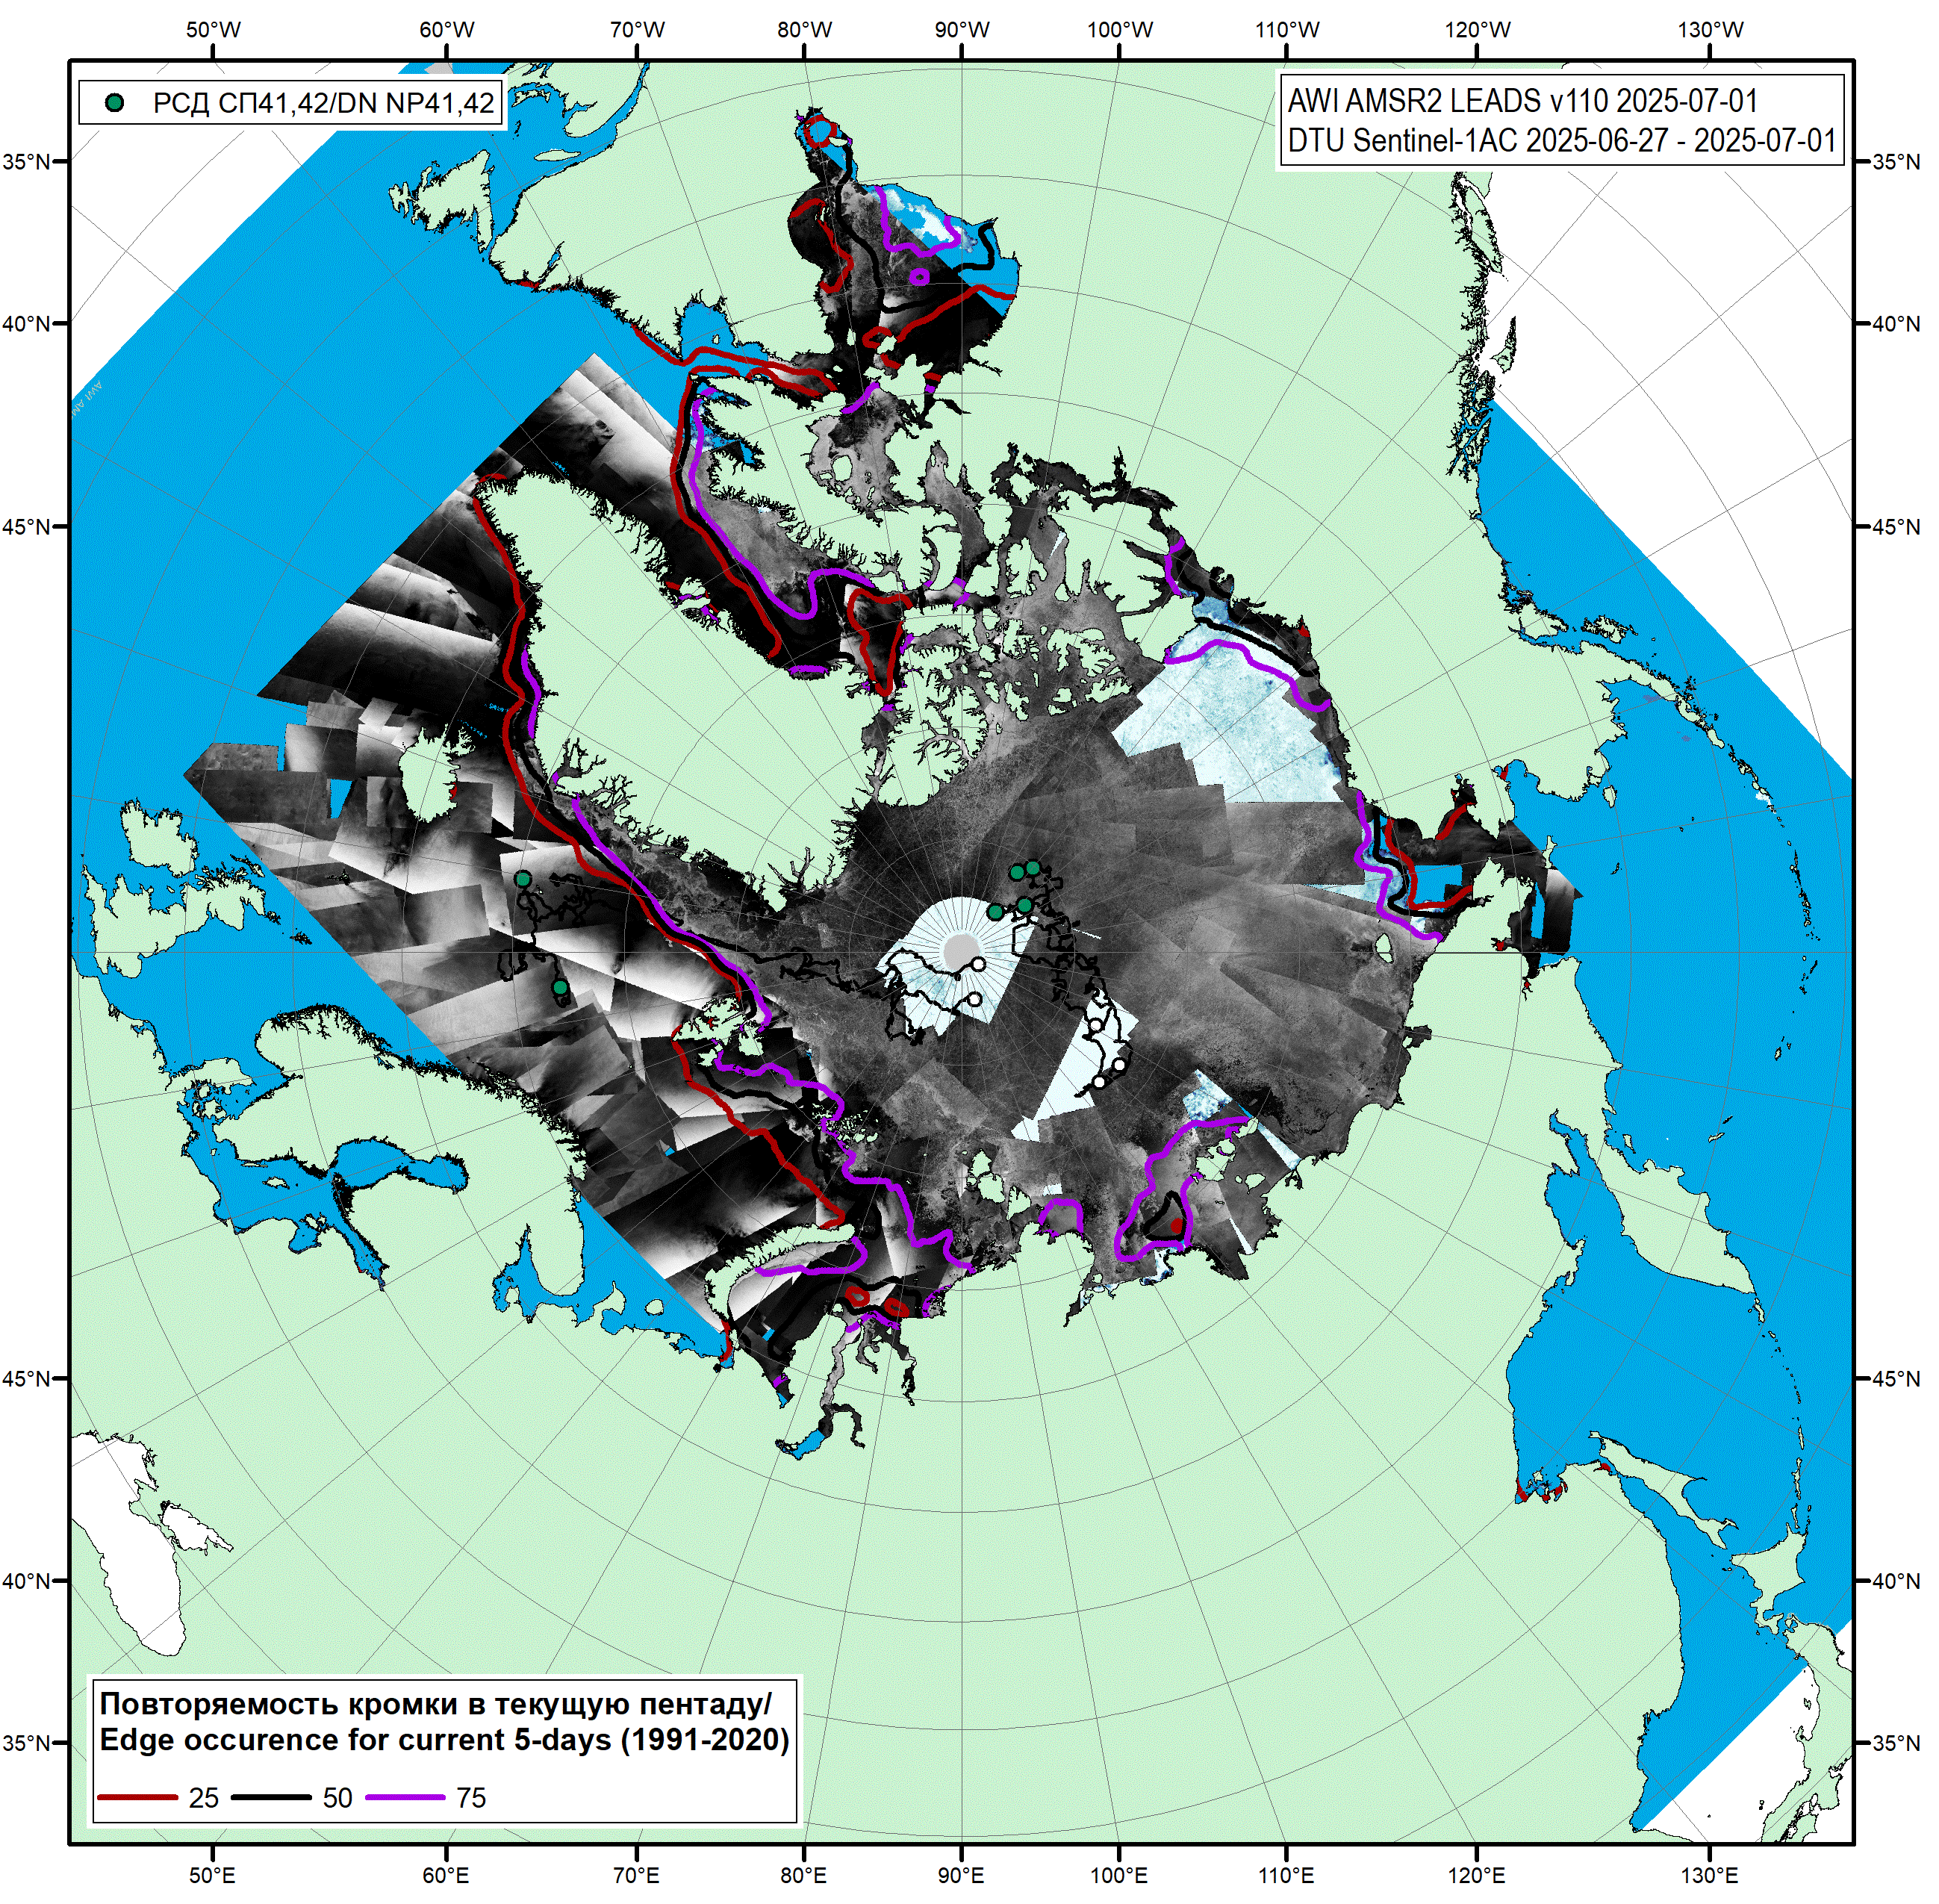 50°W 60°W 70°W 80°W 90°W 100°W 110°W 120°W 130°W
РСД СП41,42/DN NP41,42
AWI AMSR2 LEADS v110 2025-07-01
DTU Sentinel-1AC 2025-06-27 - 2025-07-01
35°N 35°N
40°N 40°N
AWI AM
45°N 45°N
45°N 45°N
40°N 40°N
Повторяемость кромки в текущую пентаду/
Edge occurence for current 5-days (1991-2020)
35°N 35°N
25 50 75
50°E 60°E 70°E 80°E 90°E 100°E 110°E 120°E 130°E